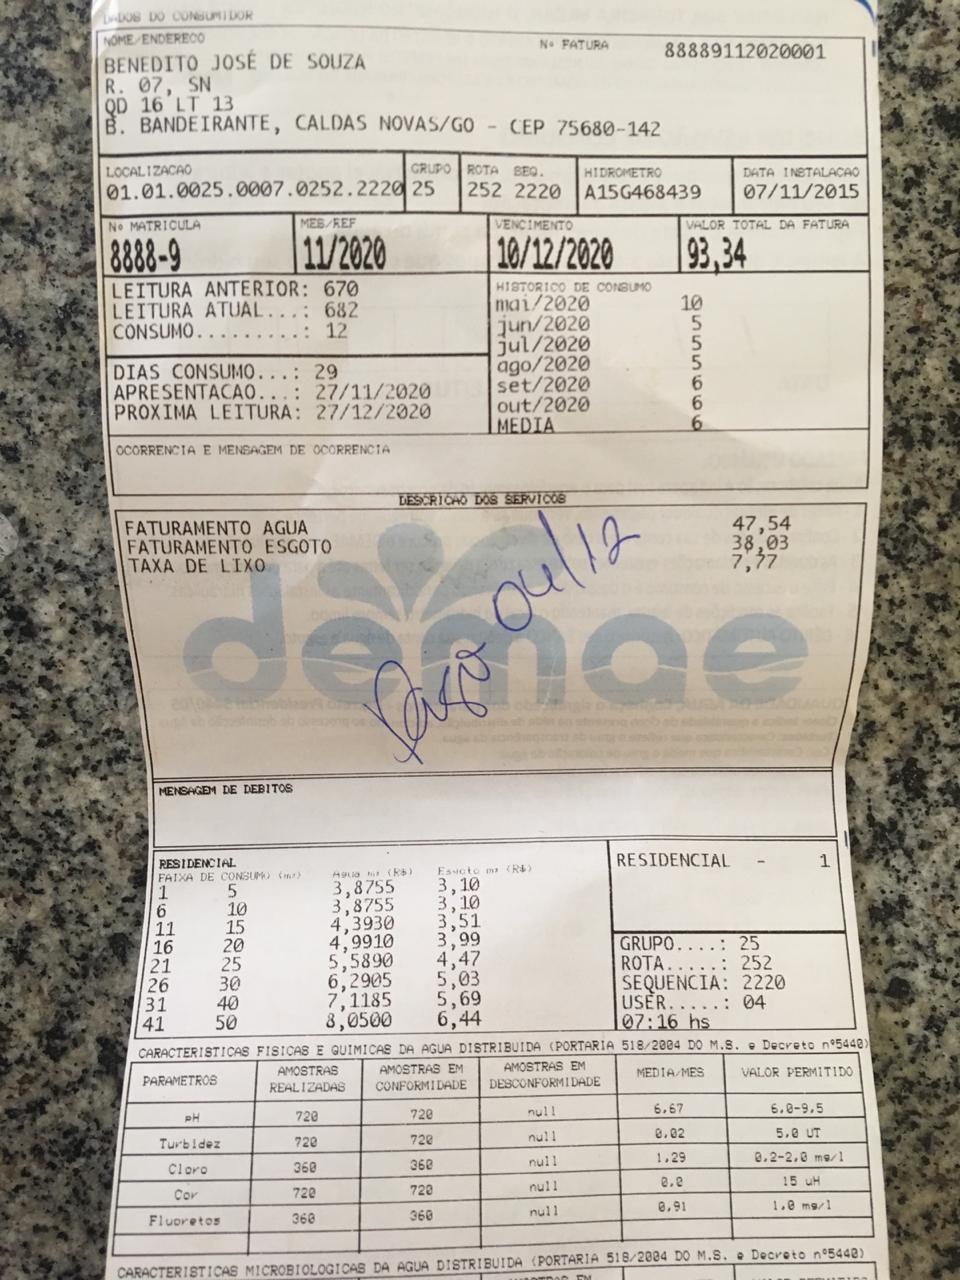 DADOS DO CONSUMIDOR
NOME/ENDERECO Nº FATURA 88889112020001
BENEDITO JOSÉ DE SOUZA
R. 07, SN
QD 16 LT 13
B. BANDEIRANTE, CALDAS NOVAS/GO - CEP 75680-142
LOCALIZACAO GRUPO ROTA SEQ. HIDROMETRO DATA INSTALACAO
01.01.0025.0007.0252.2220 25 252 2220 A15G468439 07/11/2015
Nº MATRICULA MES/REF VENCIMENTO VALOR TOTAL DA FATURA
8888-9 11/2020 10/12/2020 93,34
LEITURA ANTERIOR: 670
LEITURA ATUAL...: 682
CONSUMO.........: 12
DIAS CONSUMO...: 29
APRESENTACAO...: 27/11/2020
PROXIMA LEITURA: 27/12/2020
HISTORICO DE CONSUMO
mai/2020 10
jun/2020 5
jul/2020 5
ago/2020 5
set/2020 6
out/2020 6
MEDIA 6
OCORRENCIA E MENSAGEM DE OCORRENCIA
DESCRICAO DOS SERVICOS
FATURAMENTO AGUA 47,54
FATURAMENTO ESGOTO 38,03
TAXA DE LIXO 7,77
demae
Pago 04/12
MENSAGEM DE DEBITOS
RESIDENCIAL
FAIXA DE CONSUMO (m³) Agua m³ (R$) Esgoto m³ (R$)
1 5 3,8755 3,10
6 10 3,8755 3,10
11 15 4,3930 3,51
16 20 4,9910 3,99
21 25 5,5890 4,47
26 30 6,2905 5,03
31 40 7,1185 5,69
41 50 8,0500 6,44
RESIDENCIAL - 1
GRUPO....: 25
ROTA.....: 252
SEQUENCIA: 2220
USER.....: 04
07:16 hs
CARACTERISTICAS FISICAS E QUIMICAS DA AGUA DISTRIBUIDA (PORTARIA 518/2004 DO M.S. e Decreto nº5440)
PARAMETROS AMOSTRAS REALIZADAS AMOSTRAS EM CONFORMIDADE AMOSTRAS EM DESCONFORMIDADE MEDIA/MES VALOR PERMITIDO
pH 720 720 null 6,67 6,0-9,5
Turbidez 720 720 null 0,02 5,0 UT
Cloro 360 360 null 1,29 0,2-2,0 mg/l
Cor 720 720 null 0,0 15 uH
Fluoretos 360 360 null 0,91 1,0 mg/l
CARACTERISTICAS MICROBIOLOGICAS DA AGUA DISTRIBUIDA (PORTARIA 518/2004 DO M.S. e Decreto nº5440)